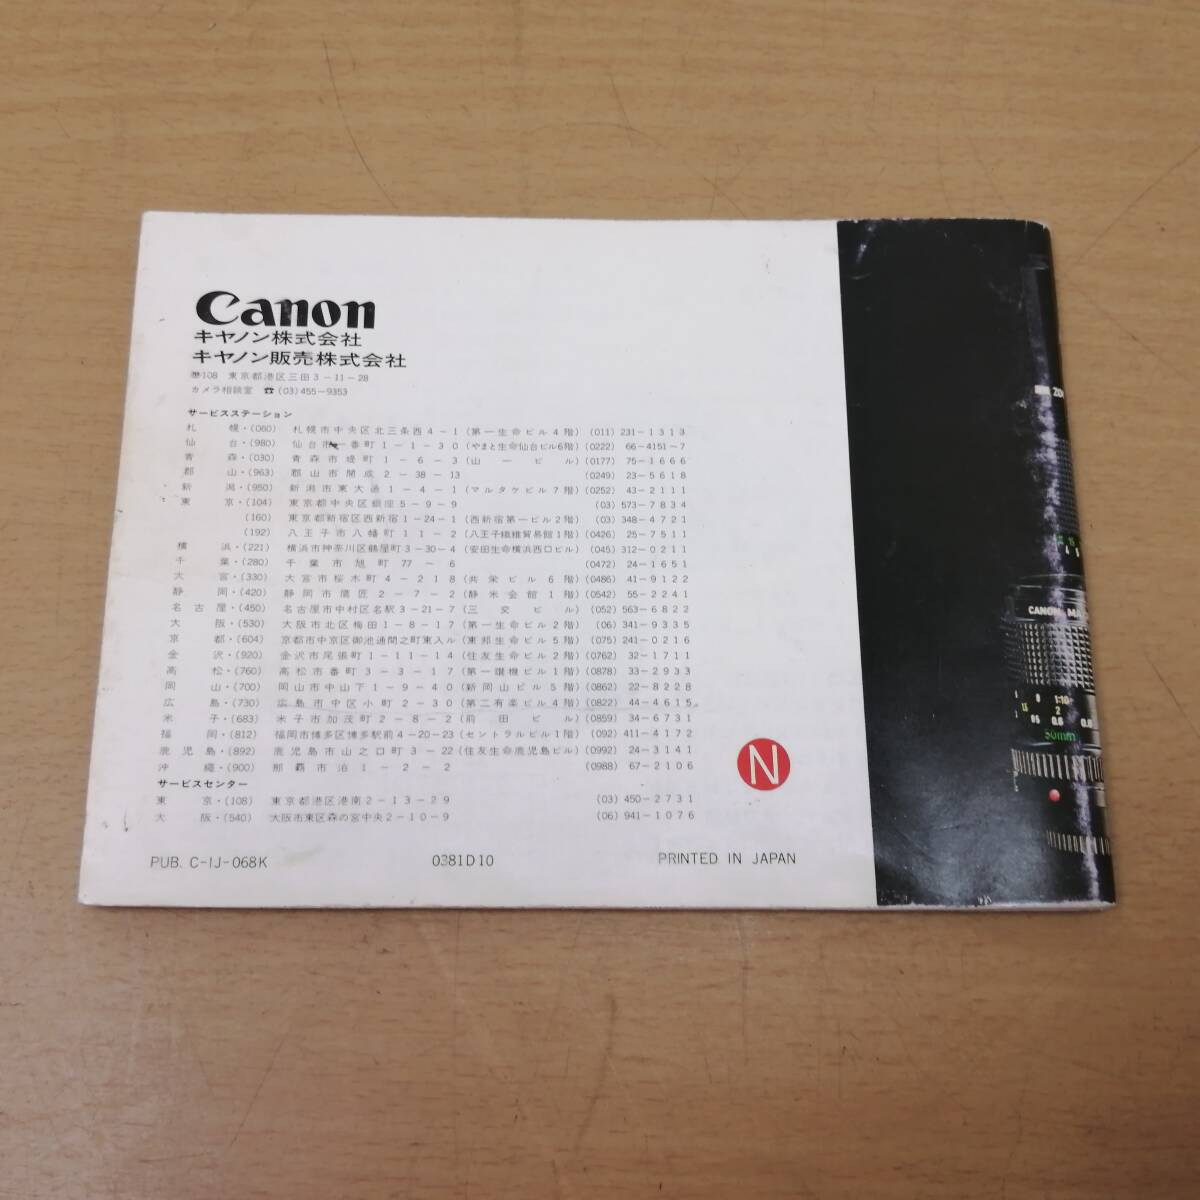 Canon
キヤノン株式会社
キヤノン販売株式会社
〒108 東京都港区三田3-11-28
カメラ相談室 ☎(03)455-9353
サービスステーション
札幌・(060) 札幌市中央区北三条西4-1(第一生命ビル4階) (011) 231-1313
仙台・(980) 仙台市一番町1-1-30(やまと生命仙台ビル6階) (0222) 66-4151~7
青森・(030) 青森市堤町1-6-3(山一ビル) (0177) 75-1666
郡山・(963) 郡山市開成2-38-13 (0249) 23-5618
新潟・(950) 新潟市東大通1-4-1(マルタケビル7階) (0252) 43-2111
東京・(104) 東京都中央区銀座5-9-9 (03) 573-7834
(160) 東京都新宿区西新宿1-24-1(西新宿第一ビル2階) (03) 348-4721
(192) 八王子市八幡町11-2(八王子繊維貿易館1階) (0426) 25-7511
横浜・(221) 横浜市神奈川区鶴屋町3-30-4(安田生命横浜西口ビル) (045) 312-0211
千葉・(280) 千葉市旭町77-6 (0472) 24-1651
大宮・(330) 大宮市桜木町4-218(共栄ビル6階) (0486) 41-9122
静岡・(420) 静岡市鷹匠2-7-2(静米会館1階) (0542) 55-2241
名古屋・(450) 名古屋市中村区名駅3-21-7(三交ビル) (052) 563-6822
大阪・(530) 大阪市北区梅田1-8-17(第一生命ビル2階) (06) 341-9335
京都・(604) 京都市中京区御池通間之町東入ル(東邦生命ビル5階) (075) 241-0216
金沢・(920) 金沢市尾張町1-11-14(住友生命ビル2階) (0762) 32-1711
高松・(760) 高松市番町3-3-17(第一讃機ビル1階) (0878) 33-2933
岡山・(700) 岡山市中山下1-9-40(新岡山ビル5階) (0862) 22-8228
広島・(730) 広島市中区小町2-30(第二有楽ビル4階) (0822) 44-4615
米子・(683) 米子市加茂町2-8-2(前田ビル) (0859) 34-6731
福岡・(812) 福岡市博多区博多駅前4-20-23(セントラルビル1階) (092) 411-4172
鹿児島・(892) 鹿児島市山之口町3-22(住友生命鹿児島ビル) (0992) 24-3141
沖縄・(900) 那覇市泊1-2-2 (0988) 67-2106
サービスセンター
東京・(108) 東京都港区港南2-13-29 (03) 450-2731
大阪・(540) 大阪市東区森の宮中央2-10-9 (06) 941-1076
N
PUB. C-IJ-068K 0381D10 PRINTED IN JAPAN
CANON MA
50mm